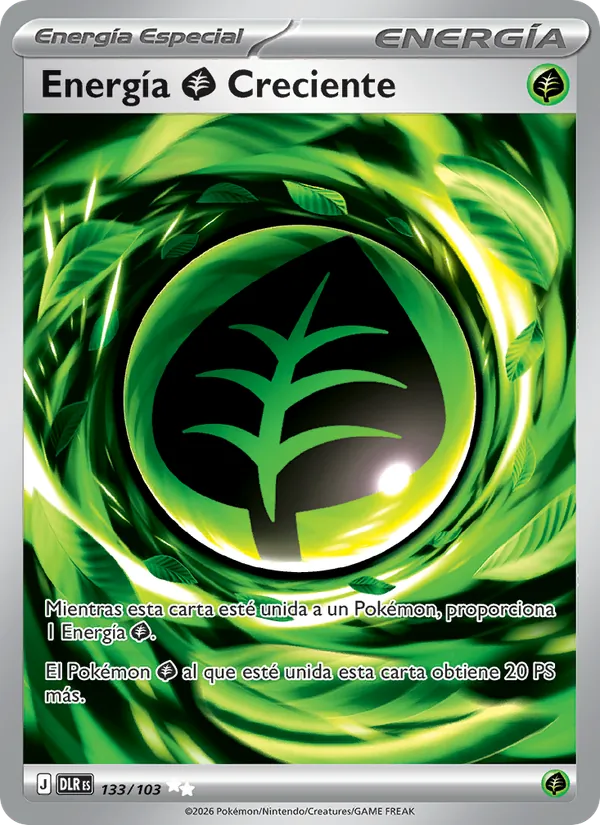 Energía Especial
ENERGÍA
Energía Creciente
Mientras esta carta esté unida a un Pokémon, proporciona
1 Energía .
El Pokémon al que esté unida esta carta obtiene 20 PS
más.
J DLR ES 133/103
©2026 Pokémon/Nintendo/Creatures/GAME FREAK